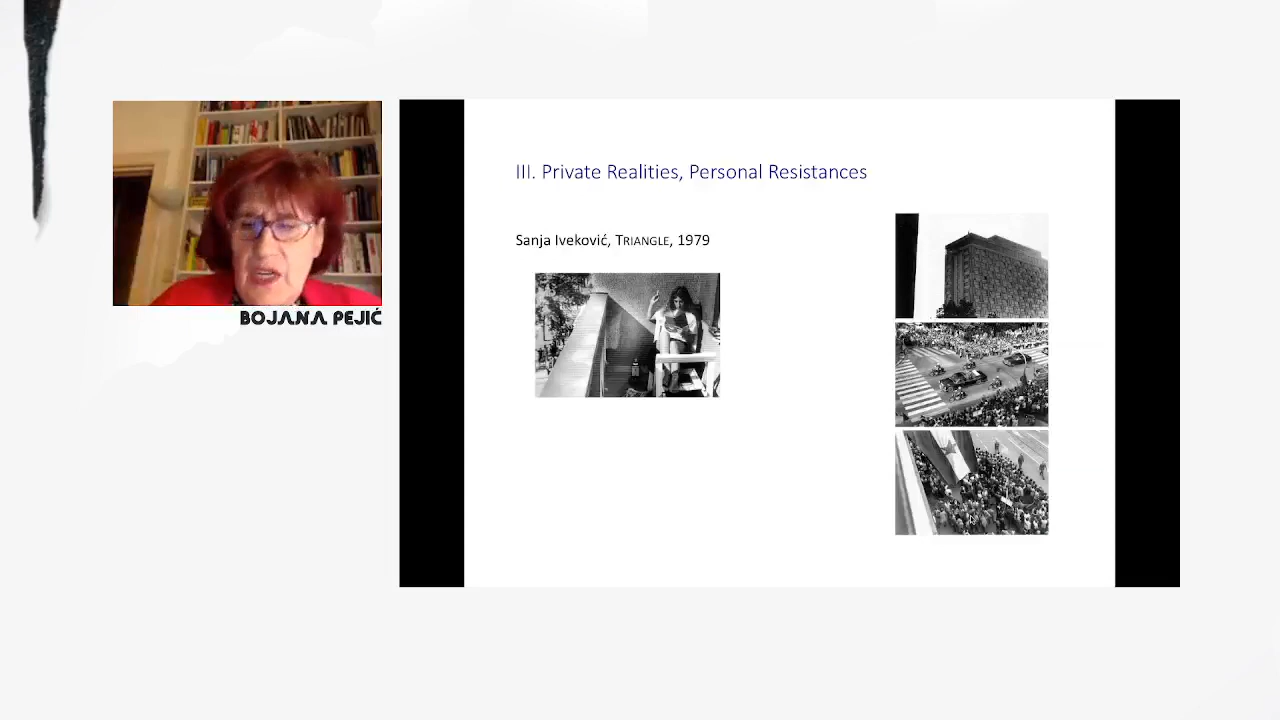 III. Private Realities, Personal Resistances
Sanja Iveković, TRIANGLE, 1979
BOJANA PEJIĆ